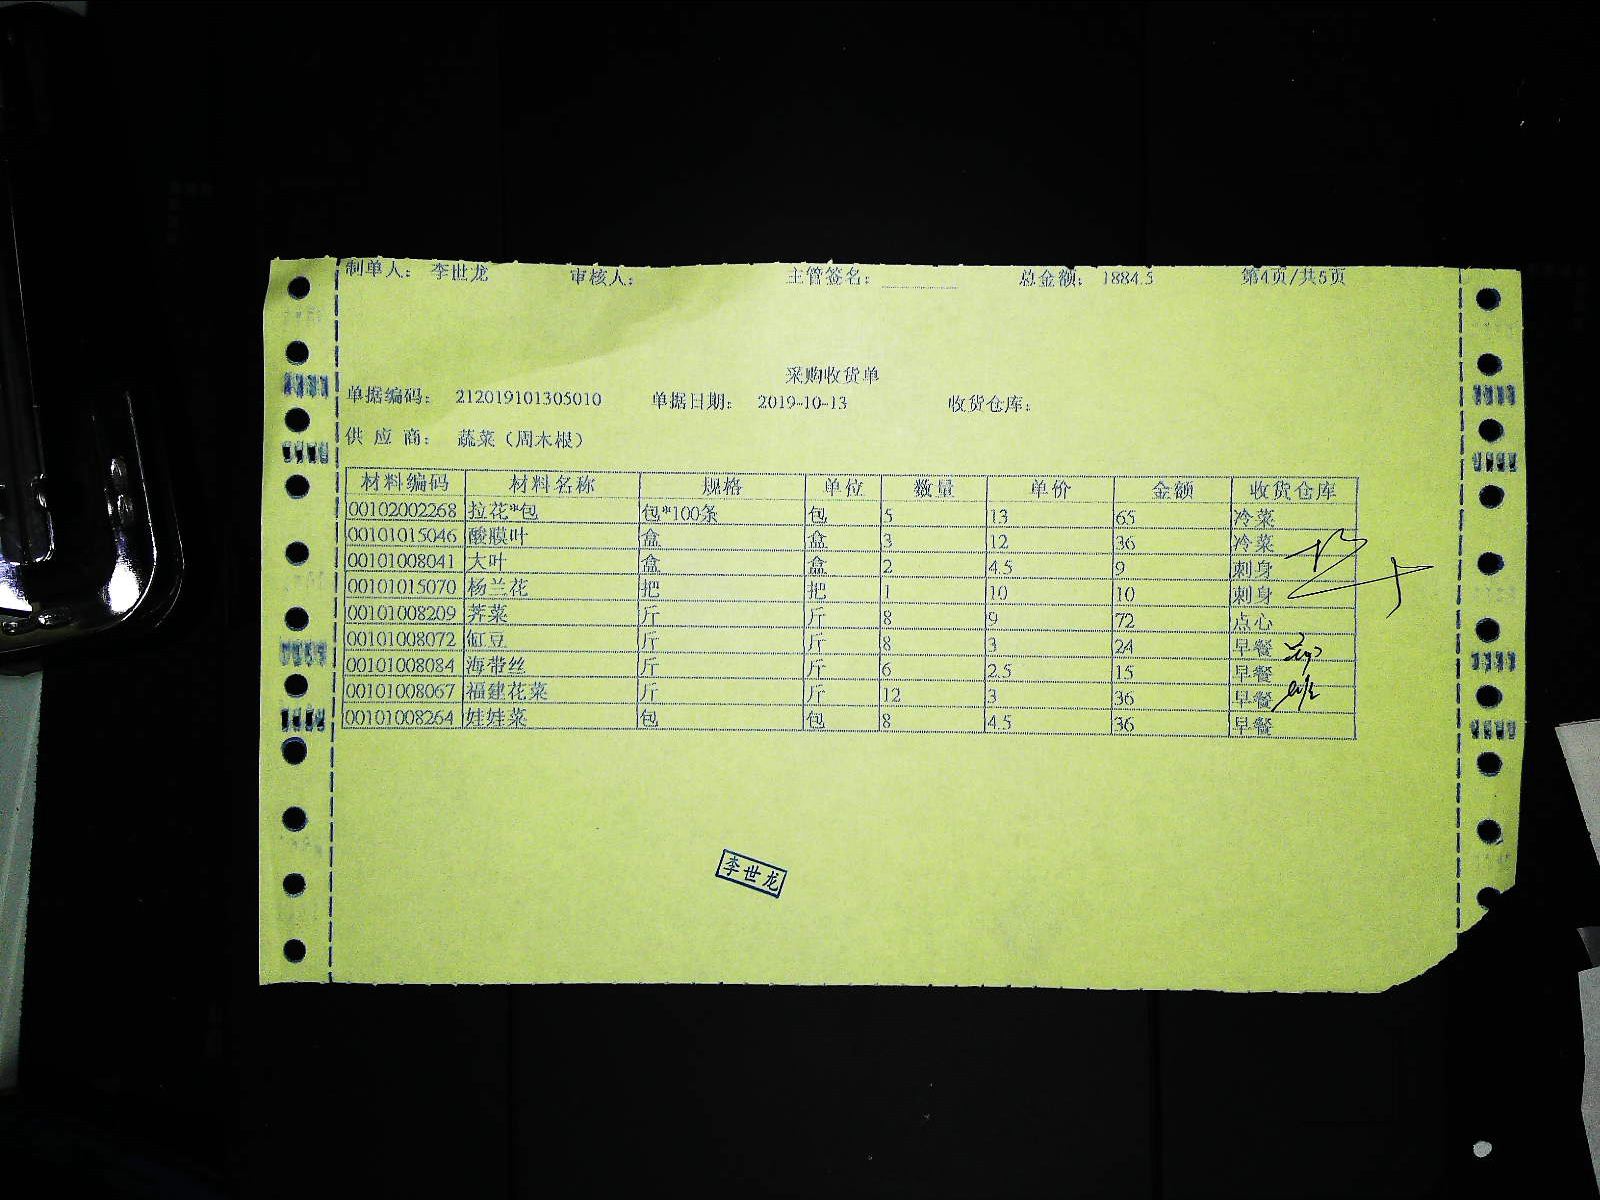 制单人： 李世龙 审核人： 主管签名： 总金额： 1884.5 第4页/共5页
采购收货单
单据编码： 212019101305010 单据日期： 2019-10-13 收货仓库：
供 应 商： 蔬菜（周木根）
材料编码 材料名称 规格 单位 数量 单价 金额 收货仓库
00102002268 拉花*包 包*100条 包 5 13 65 冷菜
00101015046 酸膜叶 盒 盒 3 12 36 冷菜
00101008041 大叶 盒 盒 2 4.5 9 刺身
00101015070 杨兰花 把 把 1 10 10 刺身
00101008209 荠菜 斤 斤 8 9 72 点心
00101008072 缸豆 斤 斤 8 3 24 早餐
00101008084 海带丝 斤 斤 6 2.5 15 早餐
00101008067 福建花菜 斤 斤 12 3 36 早餐
00101008264 娃娃菜 包 包 8 4.5 36 早餐
李世龙